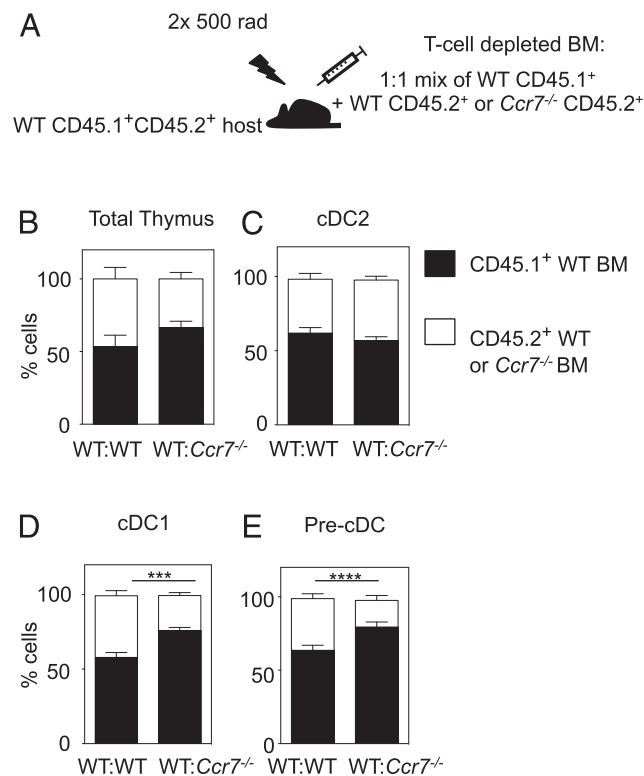 A
2x 500 rad
T-cell depleted BM:
1:1 mix of WT CD45.1⁺
+ WT CD45.2⁺ or Ccr7⁻/⁻ CD45.2⁺
WT CD45.1⁺CD45.2⁺ host
B Total Thymus
% cells
100
50
0
WT:WT WT:Ccr7⁻/⁻
C cDC2
100
50
0
WT:WT WT:Ccr7⁻/⁻
CD45.1⁺ WT BM
CD45.2⁺ WT
or Ccr7⁻/⁻ BM
D cDC1
% cells
***
100
50
0
WT:WT WT:Ccr7⁻/⁻
E Pre-cDC
****
100
50
0
WT:WT WT:Ccr7⁻/⁻